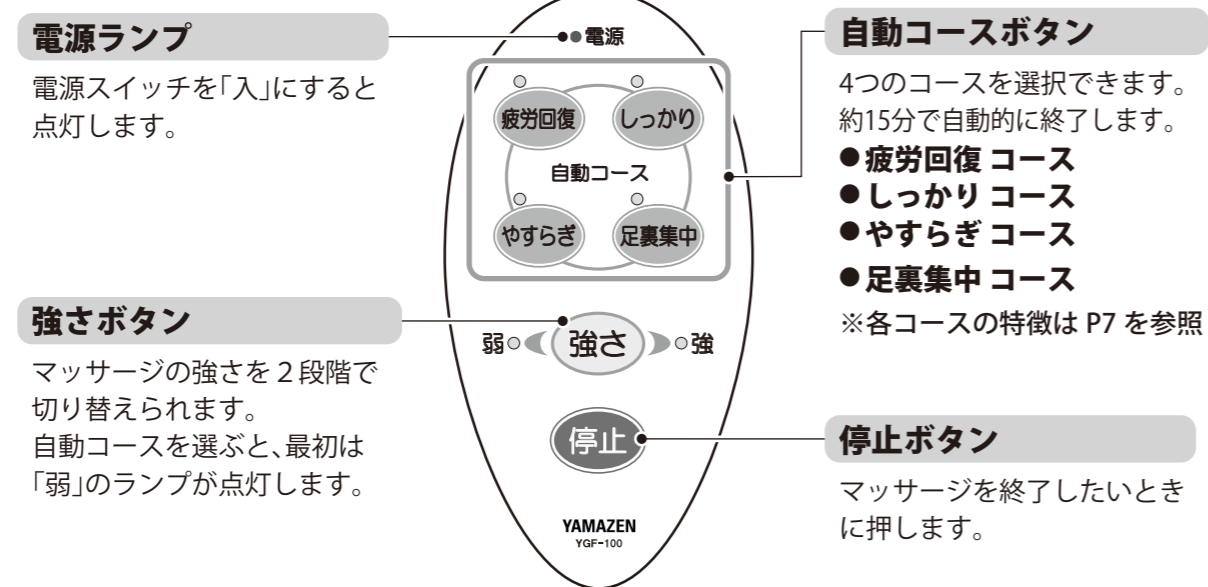 電源ランプ
電源スイッチを「入」にすると
点灯します。
強さボタン
マッサージの強さを2段階で
切り替えられます。
自動コースを選ぶと、最初は
「弱」のランプが点灯します。
電源
疲労回復 しっかり
自動コース
やすらぎ 足裏集中
弱 強さ 強
停止
YAMAZEN
YGF-100
自動コースボタン
4つのコースを選択できます。
約15分で自動的に終了します。
●疲労回復 コース
●しっかり コース
●やすらぎ コース
●足裏集中 コース
※各コースの特徴は P7 を参照
停止ボタン
マッサージを終了したいとき
に押します。